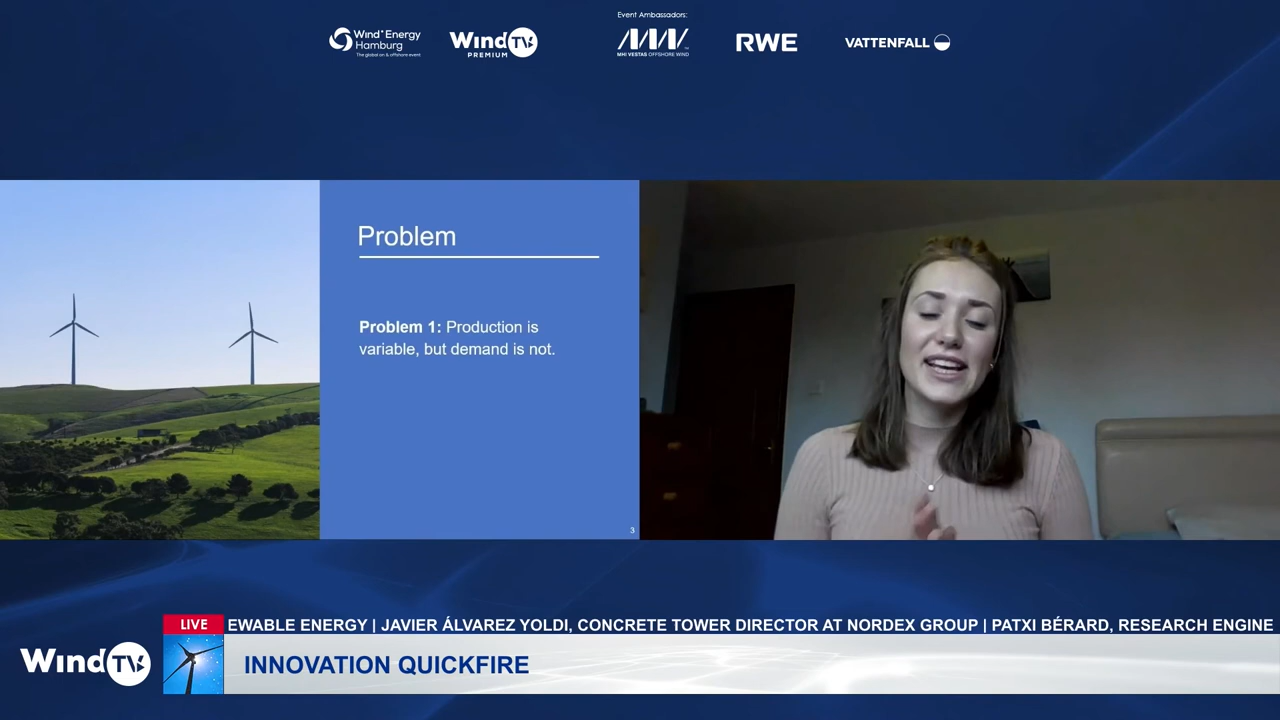 Event Ambassadors:
Wind Energy
Hamburg
The global on & offshore event
WindTV
PREMIUM
MHI VESTAS OFFSHORE WIND
RWE
VATTENFALL
Problem
Problem 1: Production is
variable, but demand is not.
3
LIVE
EWABLE ENERGY | JAVIER ÁLVAREZ YOLDI, CONCRETE TOWER DIRECTOR AT NORDEX GROUP | PATXI BÉRARD, RESEARCH ENGINE
WindTV
INNOVATION QUICKFIRE